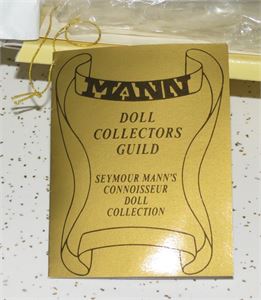 MANN
DOLL
COLLECTORS
GUILD
SEYMOUR MANN'S
CONNOISSEUR
DOLL
COLLECTION